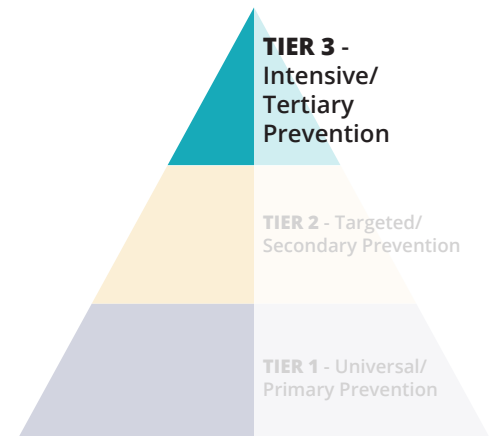 TIER 3 -
Intensive/
Tertiary
Prevention
TIER 2 - Targeted/
Secondary Prevention
TIER 1 - Universal/
Primary Prevention